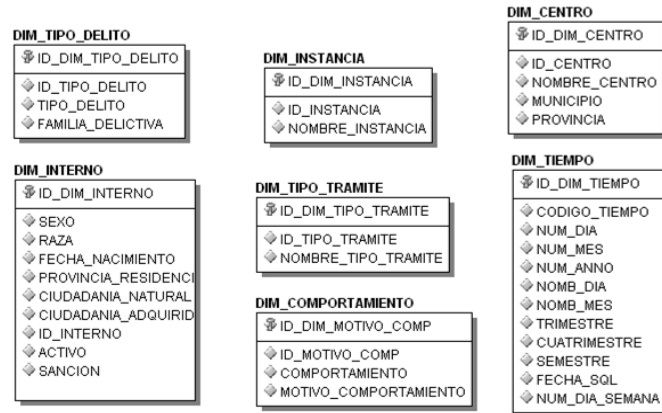 DIM_TIPO_DELITO
ID_DIM_TIPO_DELITO
ID_TIPO_DELITO
TIPO_DELITO
FAMILIA_DELICTIVA
DIM_INTERNO
ID_DIM_INTERNO
SEXO
RAZA
FECHA_NACIMIENTO
PROVINCIA_RESIDENCI
CIUDADANIA_NATURAL
CIUDADANIA_ADQUIRID
ID_INTERNO
ACTIVO
SANCION
DIM_INSTANCIA
ID_DIM_INSTANCIA
ID_INSTANCIA
NOMBRE_INSTANCIA
DIM_TIPO_TRAMITE
ID_DIM_TIPO_TRAMITE
ID_TIPO_TRAMITE
NOMBRE_TIPO_TRAMITE
DIM_COMPORTAMIENTO
ID_DIM_MOTIVO_COMP
ID_MOTIVO_COMP
COMPORTAMIENTO
MOTIVO_COMPORTAMIENTO
DIM_CENTRO
ID_DIM_CENTRO
ID_CENTRO
NOMBRE_CENTRO
MUNICIPIO
PROVINCIA
DIM_TIEMPO
ID_DIM_TIEMPO
CODIGO_TIEMPO
NUM_DIA
NUM_MES
NUM_ANNO
NOMB_DIA
NOMB_MES
TRIMESTRE
CUATRIMESTRE
SEMESTRE
FECHA_SQL
NUM_DIA_SEMANA